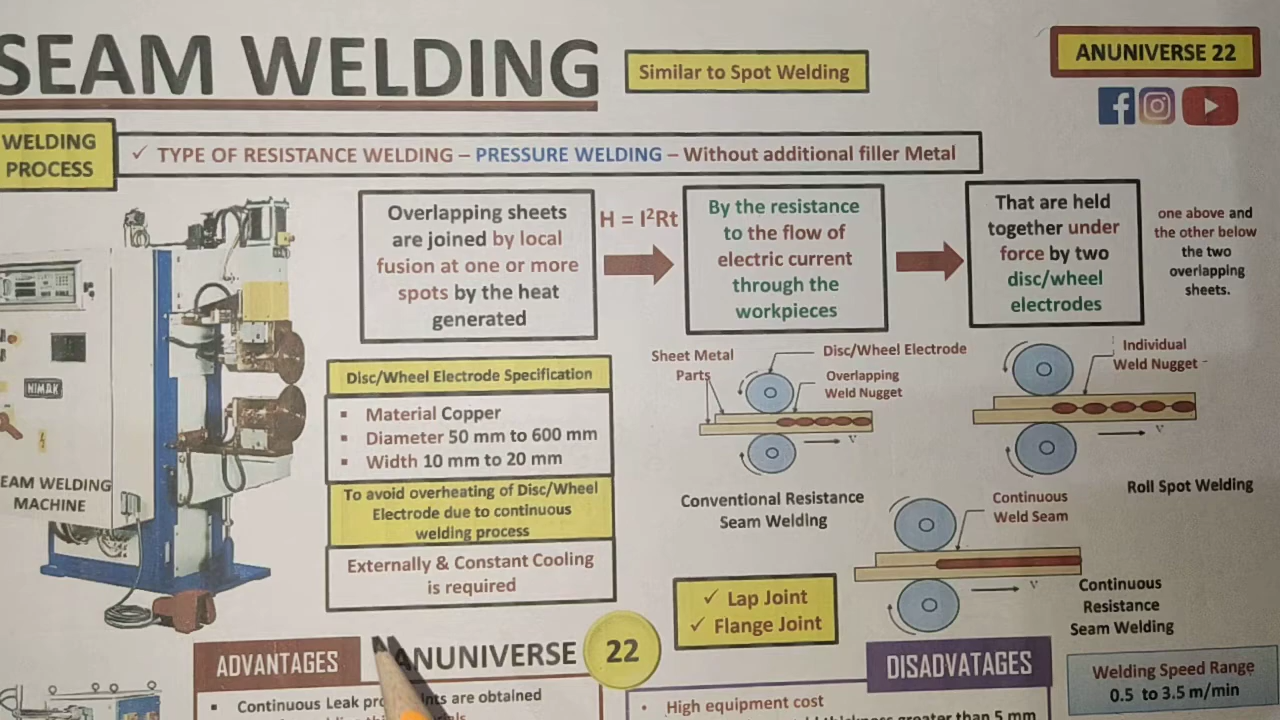 SEAM WELDING
Similar to Spot Welding
ANUNIVERSE 22
WELDING
PROCESS
✓ TYPE OF RESISTANCE WELDING – PRESSURE WELDING – Without additional filler Metal
Overlapping sheets
are joined by local
fusion at one or more
spots by the heat
generated
H = I²Rt
By the resistance
to the flow of
electric current
through the
workpieces
That are held
together under
force by two
disc/wheel
electrodes
one above and
the other below
the two
overlapping
sheets.
NIMAK
EAM WELDING
MACHINE
Disc/Wheel Electrode Specification
▪ Material Copper
▪ Diameter 50 mm to 600 mm
▪ Width 10 mm to 20 mm
To avoid overheating of Disc/Wheel
Electrode due to continuous
welding process
Externally & Constant Cooling
is required
Sheet Metal
Parts
Disc/Wheel Electrode
Overlapping
Weld Nugget
v
Conventional Resistance
Seam Welding
Individual
Weld Nugget
v
Roll Spot Welding
Continuous
Weld Seam
v
Continuous
Resistance
Seam Welding
✓ Lap Joint
✓ Flange Joint
ANUNIVERSE 22
ADVANTAGES
▪ Continuous Leak are obtained
DISADVATAGES
• High equipment cost
thickness greater than 5 mm
Welding Speed Range
0.5 to 3.5 m/min